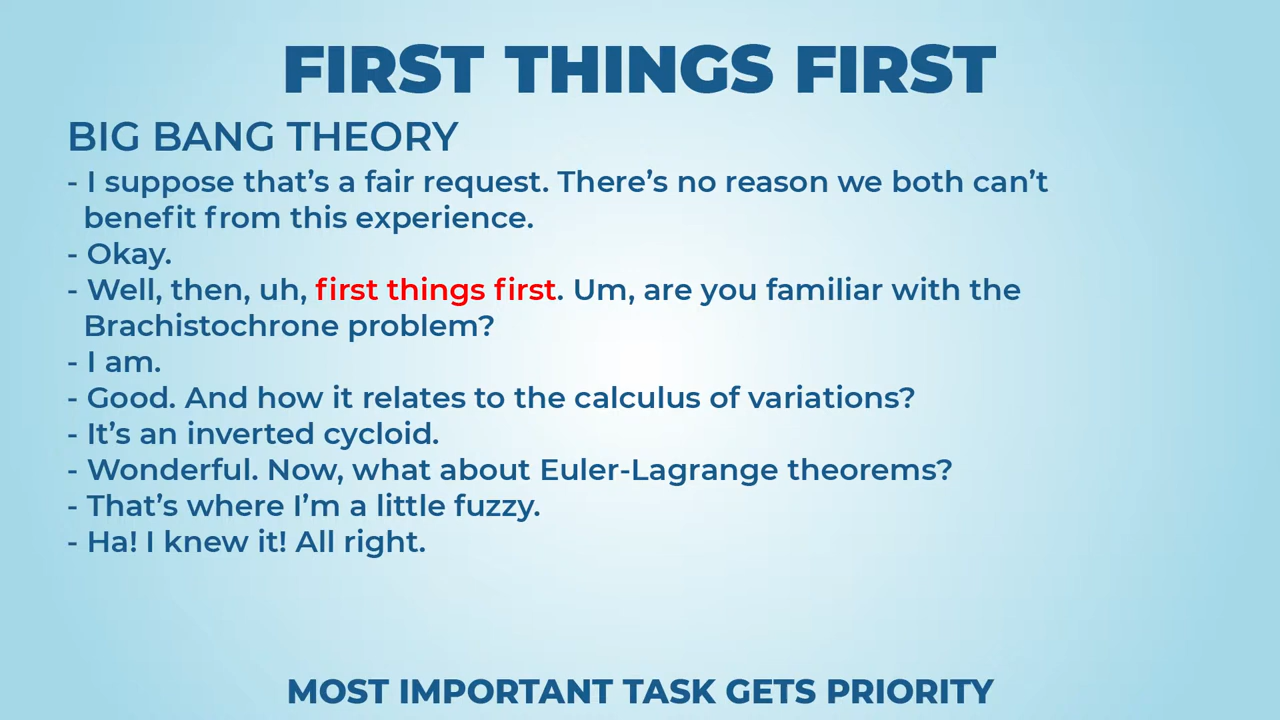 FIRST THINGS FIRST
BIG BANG THEORY
- I suppose that’s a fair request. There’s no reason we both can’t
benefit from this experience.
- Okay.
- Well, then, uh, first things first. Um, are you familiar with the
Brachistochrone problem?
- I am.
- Good. And how it relates to the calculus of variations?
- It’s an inverted cycloid.
- Wonderful. Now, what about Euler-Lagrange theorems?
- That’s where I’m a little fuzzy.
- Ha! I knew it! All right.
MOST IMPORTANT TASK GETS PRIORITY